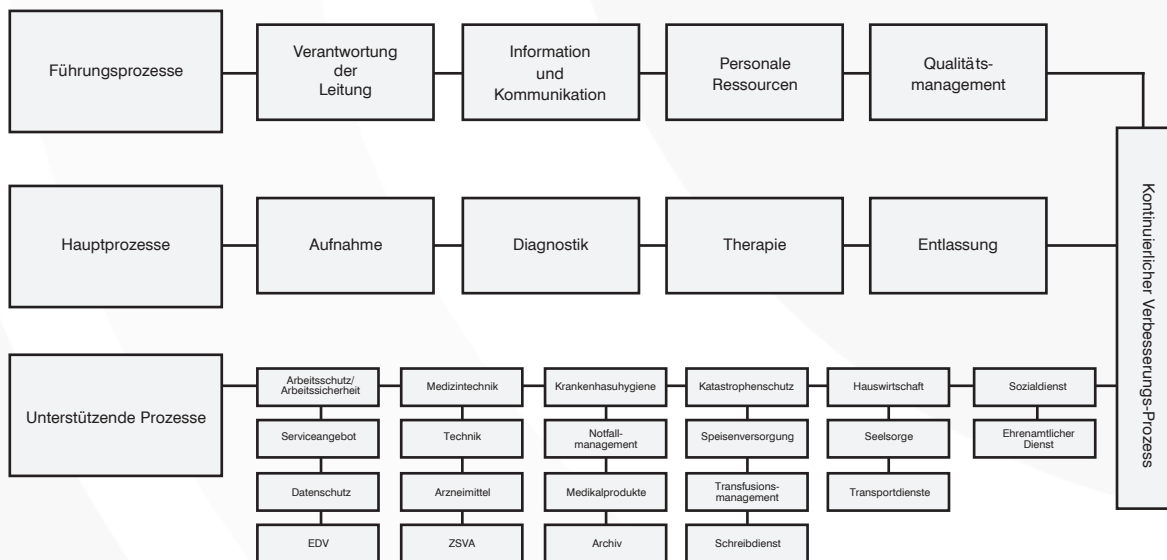 Führungsprozesse
Verantwortung
der
Leitung
Information
und
Kommunikation
Personale
Ressourcen
Qualitäts-
management
Hauptprozesse
Aufnahme
Diagnostik
Therapie
Entlassung
Unterstützende Prozesse
Arbeitsschutz/
Arbeitssicherheit
Medizintechnik
Krankenhasuhygiene
Katastrophenschutz
Hauswirtschaft
Sozialdienst
Serviceangebot
Technik
Notfall-
management
Speisenversorgung
Seelsorge
Ehrenamtlicher
Dienst
Datenschutz
Arzneimittel
Medikalprodukte
Transfusions-
management
Transportdienste
EDV
ZSVA
Archiv
Schreibdienst
Kontinuierlicher Verbesserungs-Prozess